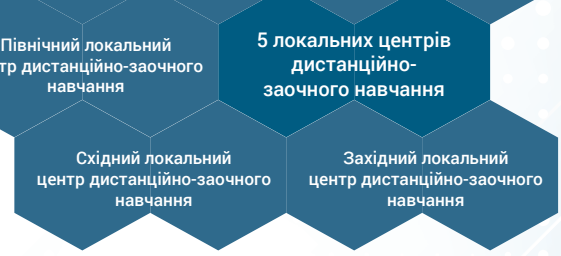 Північний локальний
тр дистанційно-заочного
навчання
5 локальних центрів
дистанційно-
заочного навчання
Східний локальний
центр дистанційно-заочного
навчання
Західний локальний
центр дистанційно-заочного
навчання